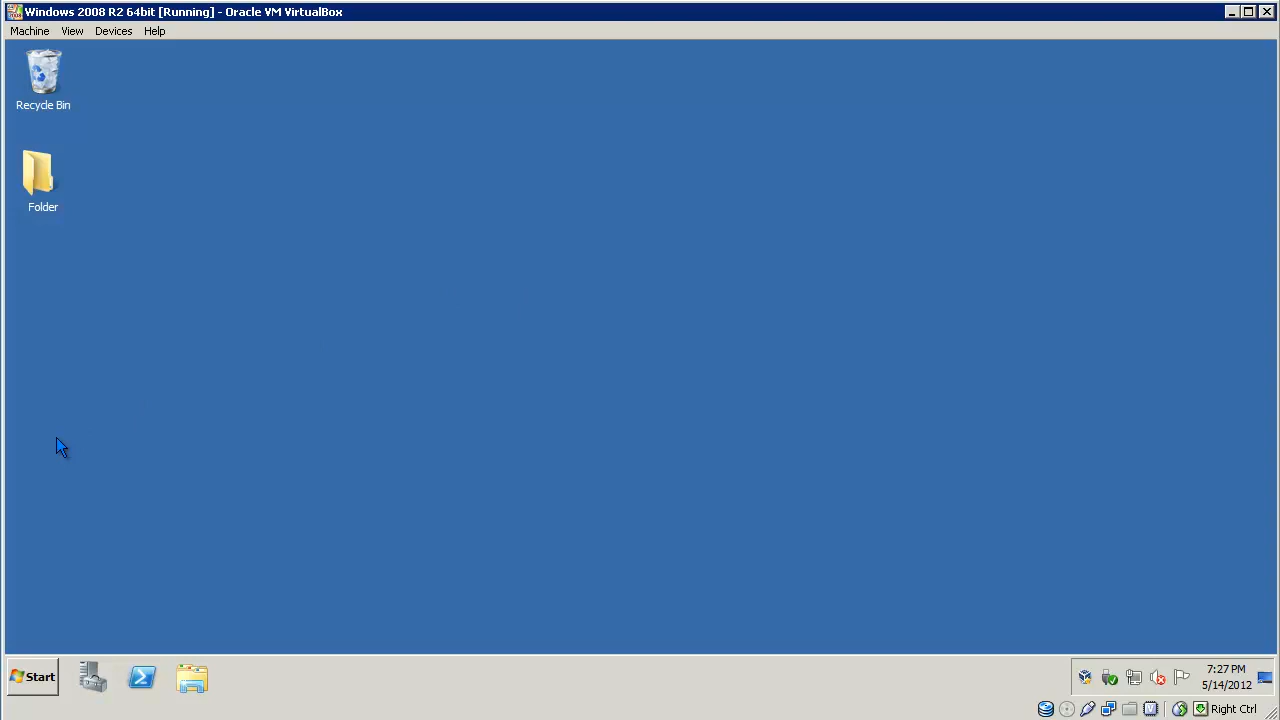 Windows 2008 R2 64bit [Running] - Oracle VM VirtualBox
Machine View Devices Help
Recycle Bin
Folder
Start
7:27 PM
5/14/2012
Right Ctrl